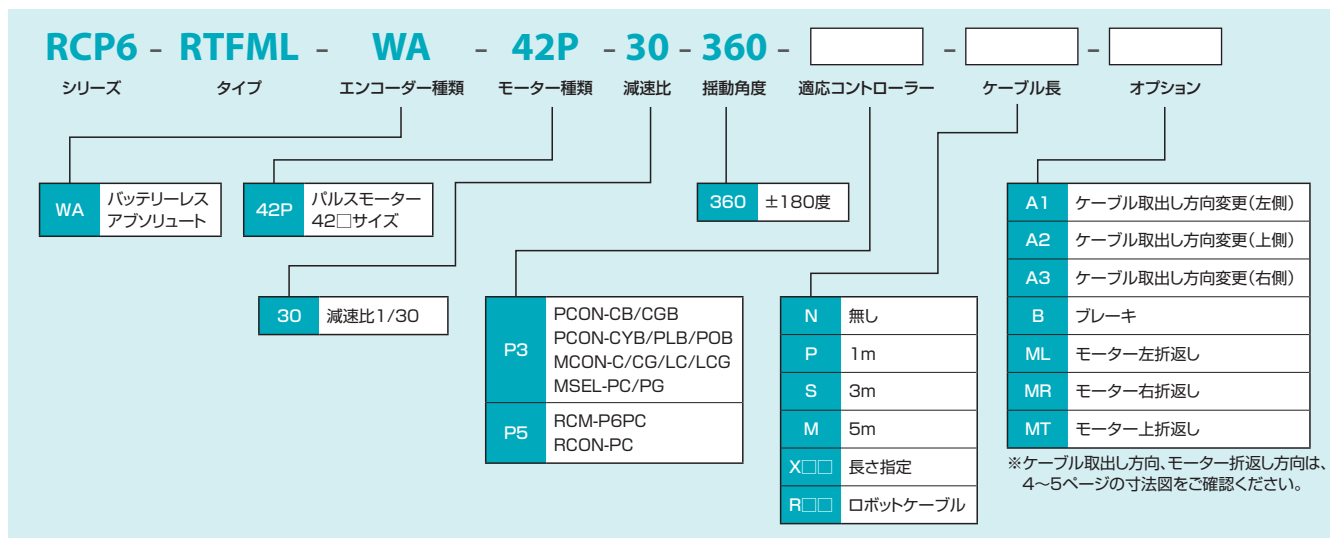 RCP6 - RTFML - WA - 42P - 30 - 360 - - -
シリーズ タイプ エンコーダー種類 モーター種類 減速比 揺動角度 適応コントローラー ケーブル長 オプション
WA バッテリーレス
アブソリュート
42P パルスモーター
42□サイズ
360 ±180度
30 減速比1/30
P3 PCON-CB/CGB
PCON-CYB/PLB/POB
MCON-C/CG/LC/LCG
MSEL-PC/PG
P5 RCM-P6PC
RCON-PC
N 無し
P 1m
S 3m
M 5m
X□□ 長さ指定
R□□ ロボットケーブル
A1 ケーブル取出し方向変更(左側)
A2 ケーブル取出し方向変更(上側)
A3 ケーブル取出し方向変更(右側)
B ブレーキ
ML モーター左折返し
MR モーター右折返し
MT モーター上折返し
※ケーブル取出し方向、モーター折返し方向は、
4〜5ページの寸法図をご確認ください。